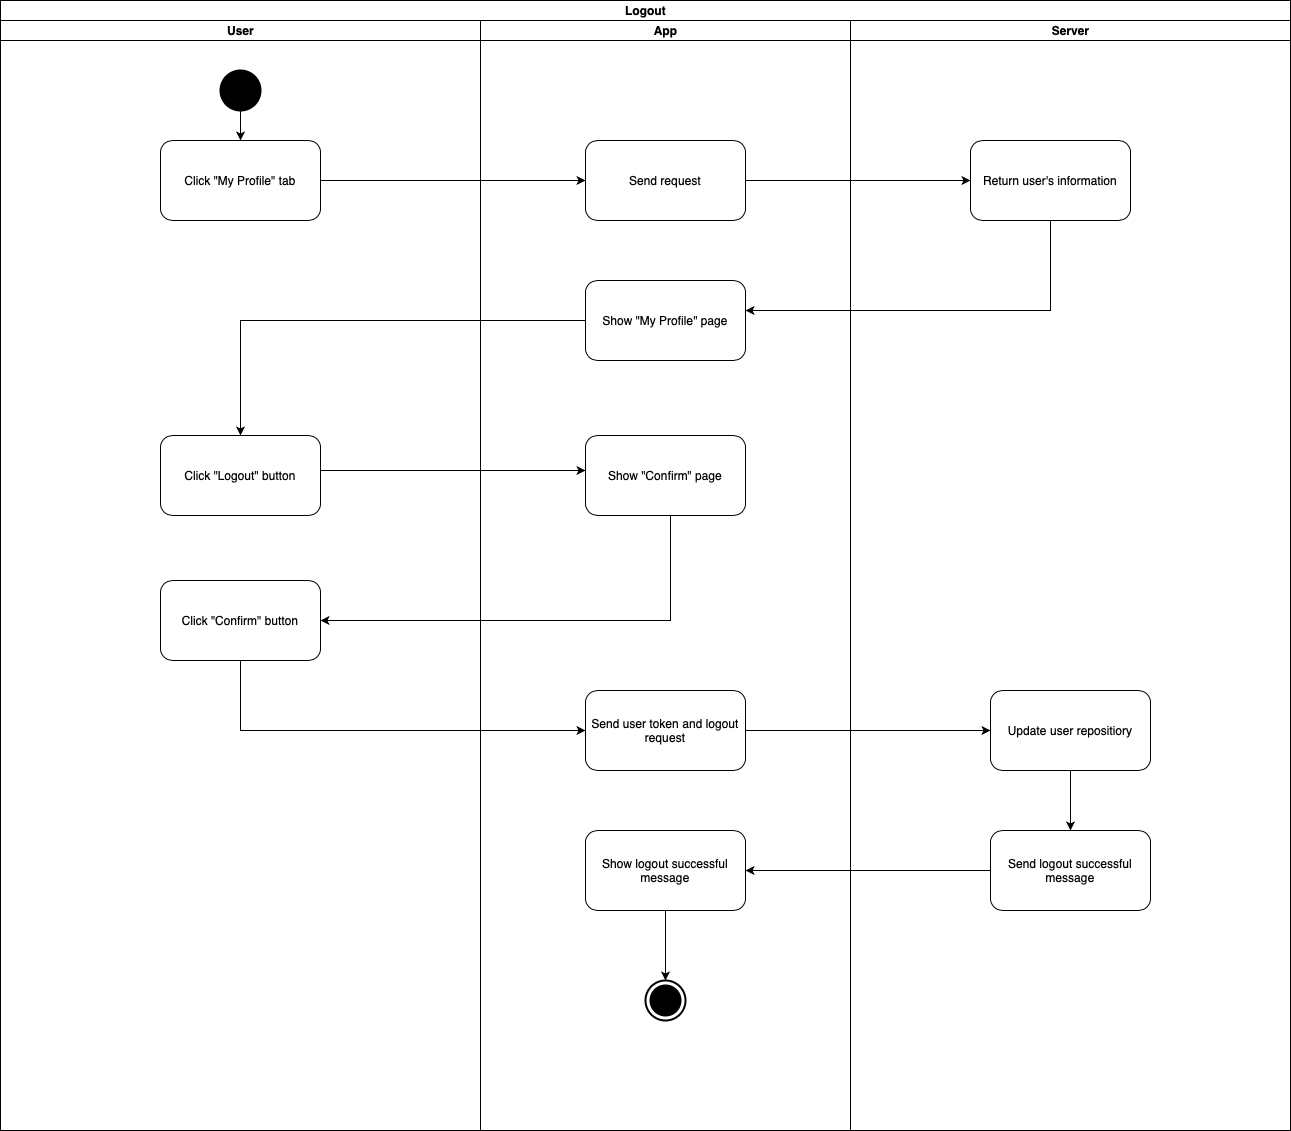 Logout
User
App
Server
Click "My Profile" tab
Send request
Return user's information
Show "My Profile" page
Click "Logout" button
Show "Confirm" page
Click "Confirm" button
Send user token and logout
request
Update user repositiory
Show logout successful
message
Send logout successful
message